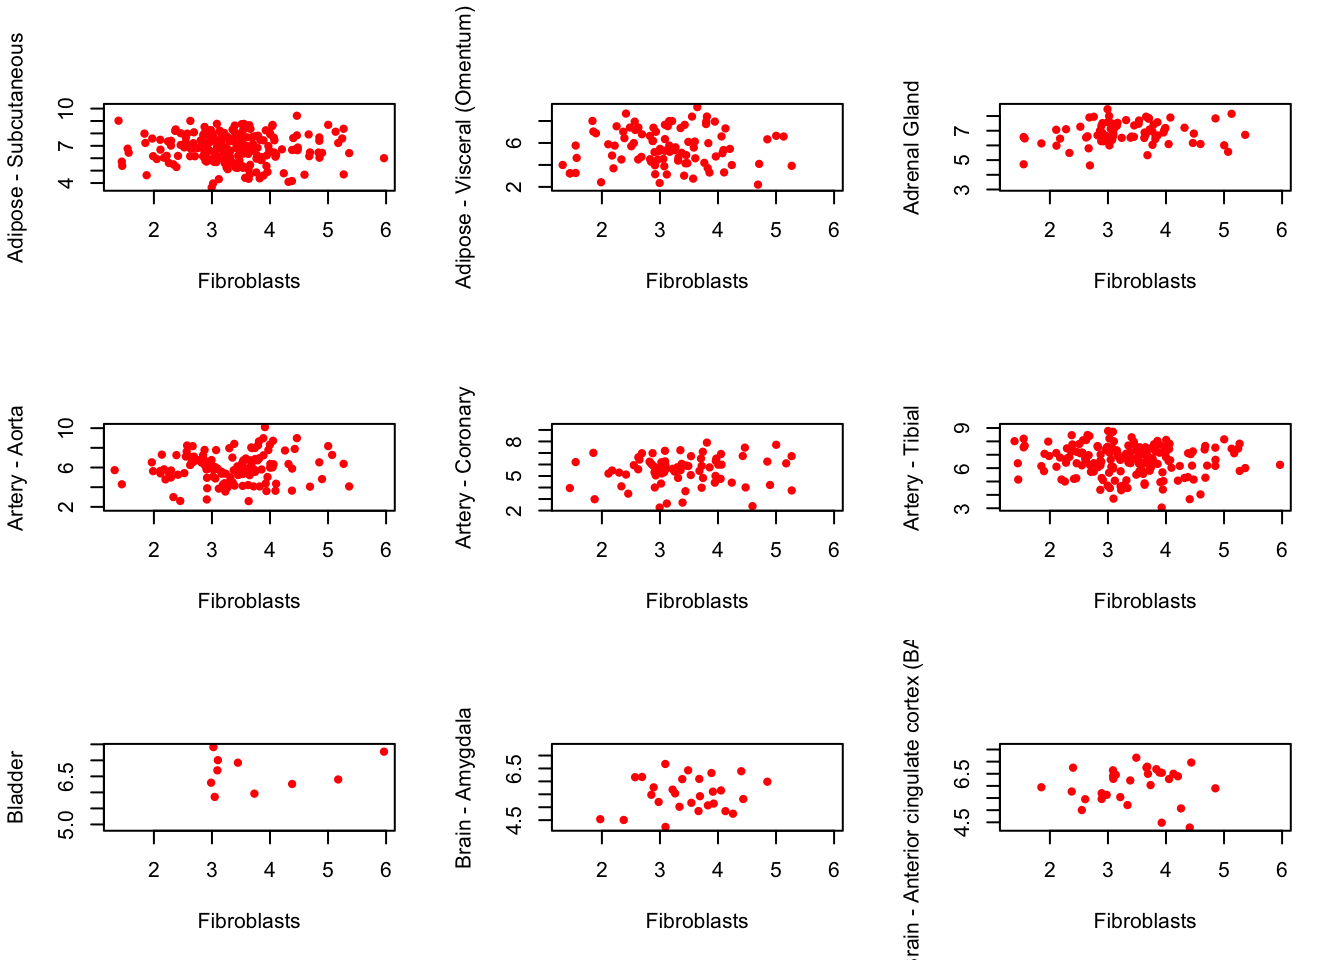 Adipose - Subcutaneous
4 7 10
2 3 4 5 6
Fibroblasts
Adipose - Visceral (Omentum)
2 6
2 3 4 5 6
Fibroblasts
Adrenal Gland
3 5 7
2 3 4 5 6
Fibroblasts
Artery - Aorta
2 6 10
2 3 4 5 6
Fibroblasts
Artery - Coronary
2 5 8
2 3 4 5 6
Fibroblasts
Artery - Tibial
3 6 9
2 3 4 5 6
Fibroblasts
Bladder
5.0 6.5
2 3 4 5 6
Fibroblasts
Brain - Amygdala
4.5 6.5
2 3 4 5 6
Fibroblasts
rain - Anterior cingulate cortex (BA
4.5 6.5
2 3 4 5 6
Fibroblasts